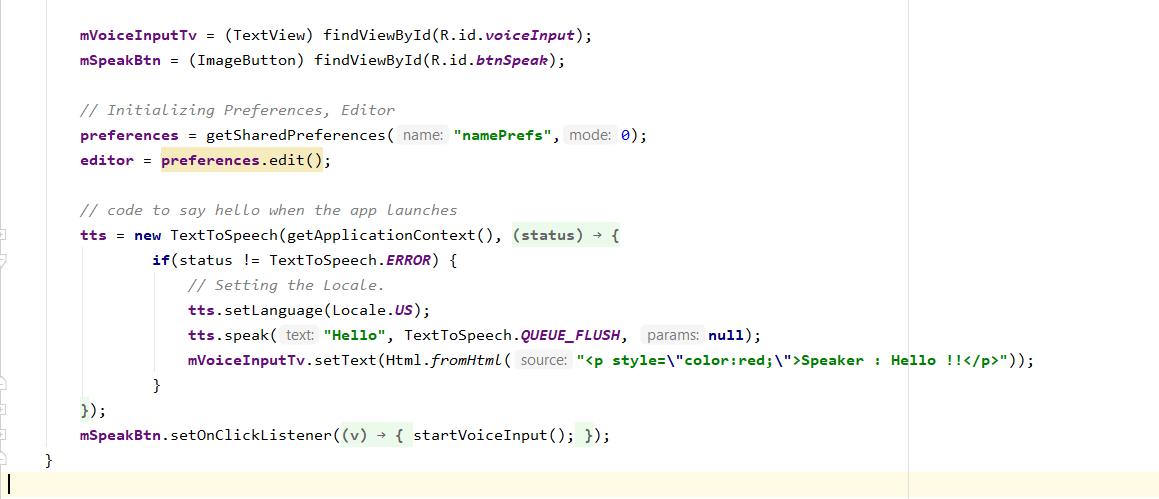 mVoiceInputTv = (TextView) findViewById(R.id.voiceInput);
mSpeakBtn = (ImageButton) findViewById(R.id.btnSpeak);
// Initializing Preferences, Editor
preferences = getSharedPreferences( name: "namePrefs", mode: 0);
editor = preferences.edit();
// code to say hello when the app launches
tts = new TextToSpeech(getApplicationContext(), (status) → {
if(status != TextToSpeech.ERROR) {
// Setting the Locale.
tts.setLanguage(Locale.US);
tts.speak( text: "Hello", TextToSpeech.QUEUE_FLUSH, params: null);
mVoiceInputTv.setText(Html.fromHtml( source: "<p style=\"color:red;\">Speaker : Hello !!</p>"));
}
});
mSpeakBtn.setOnClickListener((v) → { startVoiceInput(); });
}